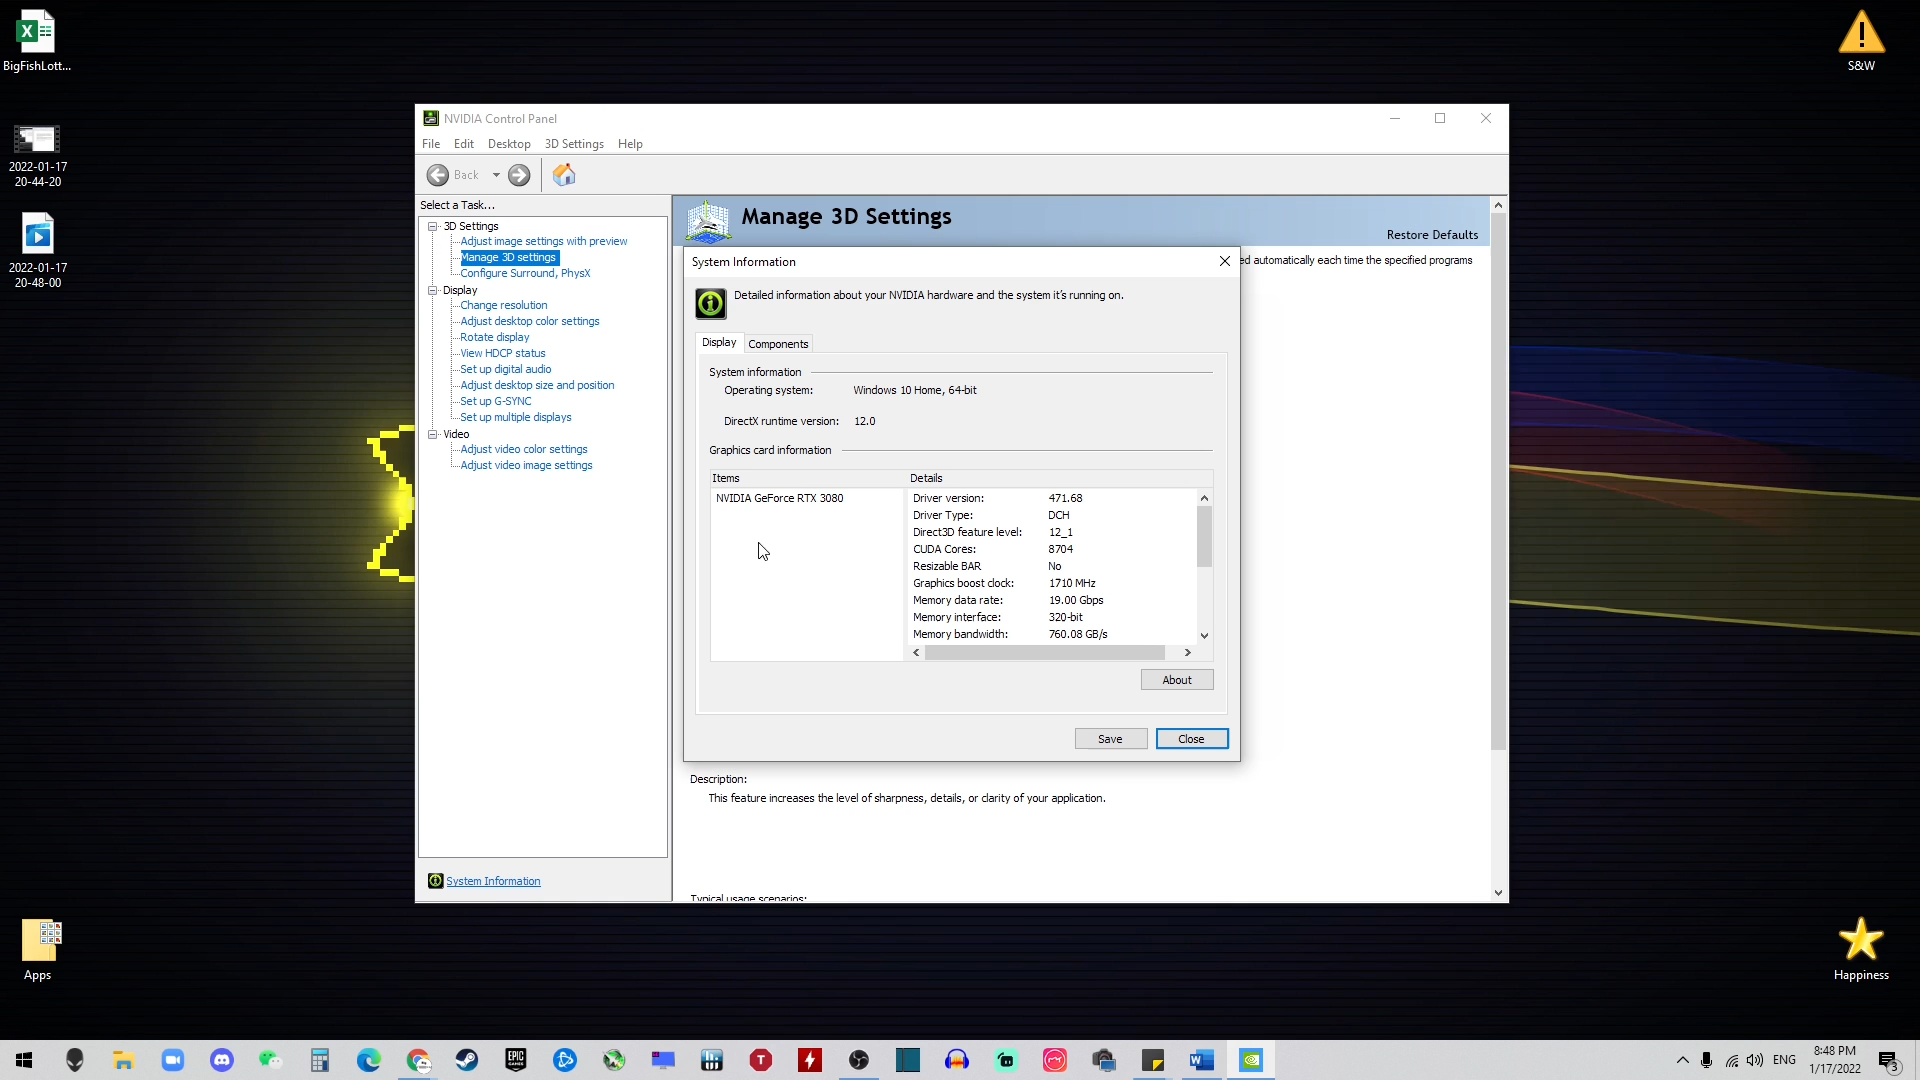 BigFishLott...
2022-01-17
20-44-20
2022-01-17
20-48-00
Apps
S&W
Happiness
NVIDIA Control Panel
File Edit Desktop 3D Settings Help
Back
Select a Task...
3D Settings
Adjust image settings with preview
Manage 3D settings
Configure Surround, PhysX
Display
Change resolution
Adjust desktop color settings
Rotate display
View HDCP status
Set up digital audio
Adjust desktop size and position
Set up G-SYNC
Set up multiple displays
Video
Adjust video color settings
Adjust video image settings
System Information
Manage 3D Settings
Restore Defaults
ed automatically each time the specified programs
System Information
Detailed information about your NVIDIA hardware and the system it's running on.
Display Components
System information
Operating system: Windows 10 Home, 64-bit
DirectX runtime version: 12.0
Graphics card information
Items Details
NVIDIA GeForce RTX 3080
Driver version: 471.68
Driver Type: DCH
Direct3D feature level: 12_1
CUDA Cores: 8704
Resizable BAR No
Graphics boost clock: 1710 MHz
Memory data rate: 19.00 Gbps
Memory interface: 320-bit
Memory bandwidth: 760.08 GB/s
About
Save Close
Description:
This feature increases the level of sharpness, details, or clarity of your application.
Typical usage scenarios:
ENG
8:48 PM
1/17/2022
3